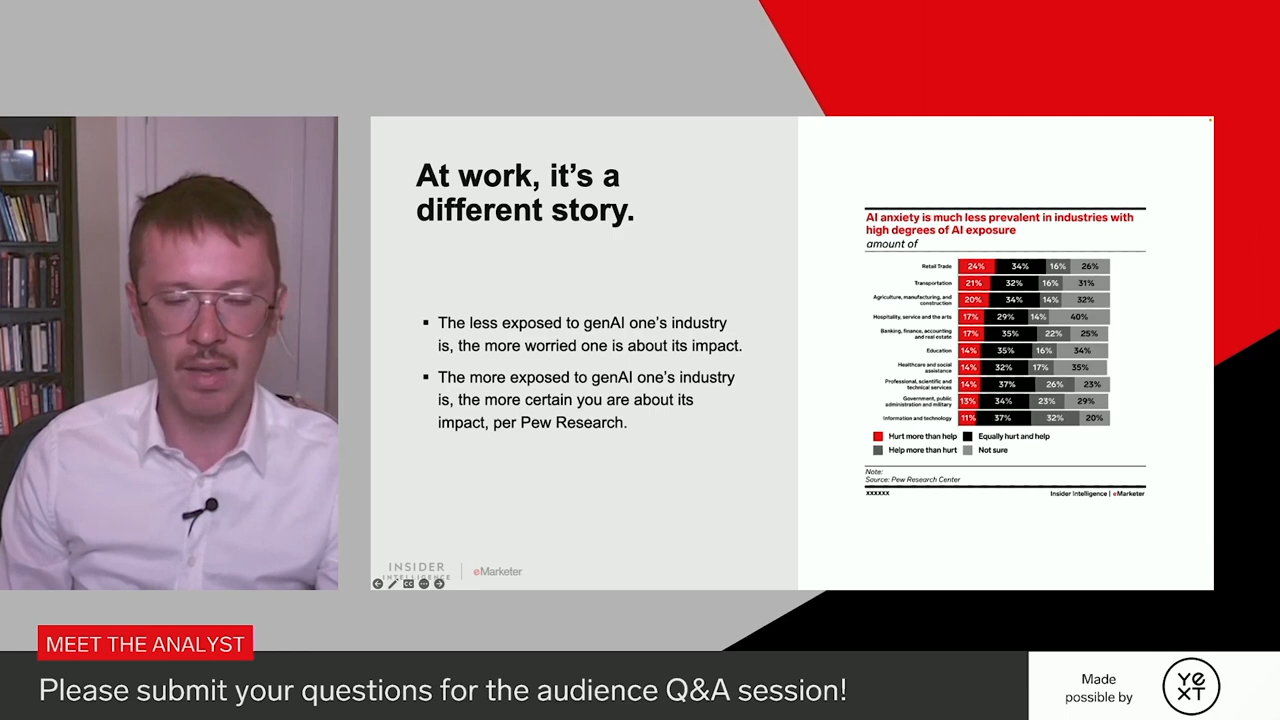 At work, it's a
different story.
▪ The less exposed to genAI one's industry
is, the more worried one is about its impact.
▪ The more exposed to genAI one's industry
is, the more certain you are about its
impact, per Pew Research.
INSIDER
INTELLIGENCE
eMarketer
AI anxiety is much less prevalent in industries with
high degrees of AI exposure
amount of
Retail Trade 24% 34% 16% 26%
Transportation 21% 32% 16% 31%
Agriculture, manufacturing, and
construction 20% 34% 14% 32%
Hospitality, service and the arts 17% 29% 14% 40%
Banking, finance, accounting
and real estate 17% 35% 22% 25%
Education 14% 35% 16% 34%
Healthcare and social
assistance 14% 32% 17% 35%
Professional, scientific and
technical services 14% 37% 26% 23%
Government, public
administration and military 13% 34% 23% 29%
Information and technology 11% 37% 32% 20%
Hurt more than help Equally hurt and help
Help more than hurt Not sure
Note:
Source: Pew Research Center
XXXXXX Insider Intelligence | eMarketer
MEET THE ANALYST
Please submit your questions for the audience Q&A session!
Made
possible by
YEXT